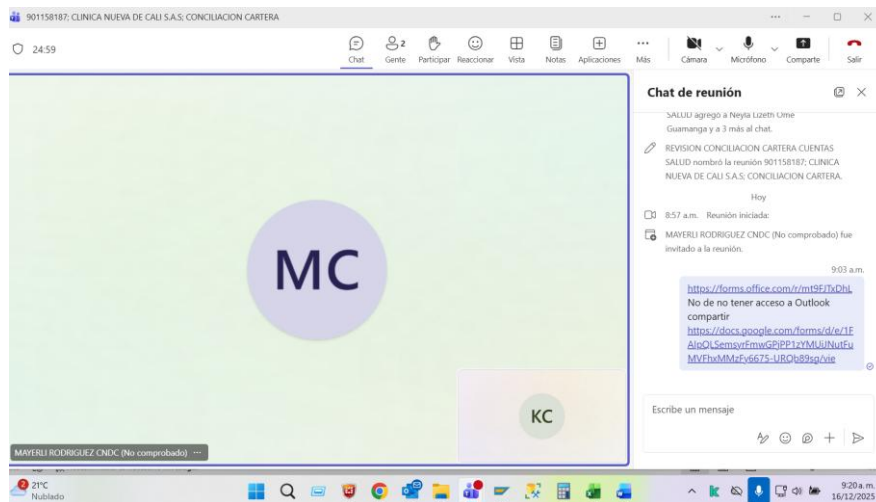 901158187; CLINICA NUEVA DE CALI S.A.S; CONCILIACION CARTERA
24:59
Chat
Gente 2
Participar
Reaccionar
Vista
Notas
Aplicaciones
Más
Cámara
Micrófono
Comparte
Salir
Chat de reunión
SALUD agregó a Neyla Lizeth Ome
Guamanga y a 3 más al chat.
REVISION CONCILIACION CARTERA CUENTAS
SALUD nombró la reunión 901158187; CLINICA
NUEVA DE CALI S.A.S; CONCILIACION CARTERA.
Hoy
8:57 a.m. Reunión iniciada:
MAYERLI RODRIGUEZ CNDC (No comprobado) fue
invitado a la reunión.
9:03 a.m.
https://forms.office.com/r/mt9FJTxDhL
No de no tener acceso a Outlook
compartir
https://docs.google.com/forms/d/e/1F
AIpQLSemsyrFmwGPjPP1zYMUiJNutFu
MVFhxMMzFy6675-URQb89sg/vie
MC
KC
MAYERLI RODRIGUEZ CNDC (No comprobado)
Escribe un mensaje
2
21°C
Nublado
9:20 a.m.
16/12/2025